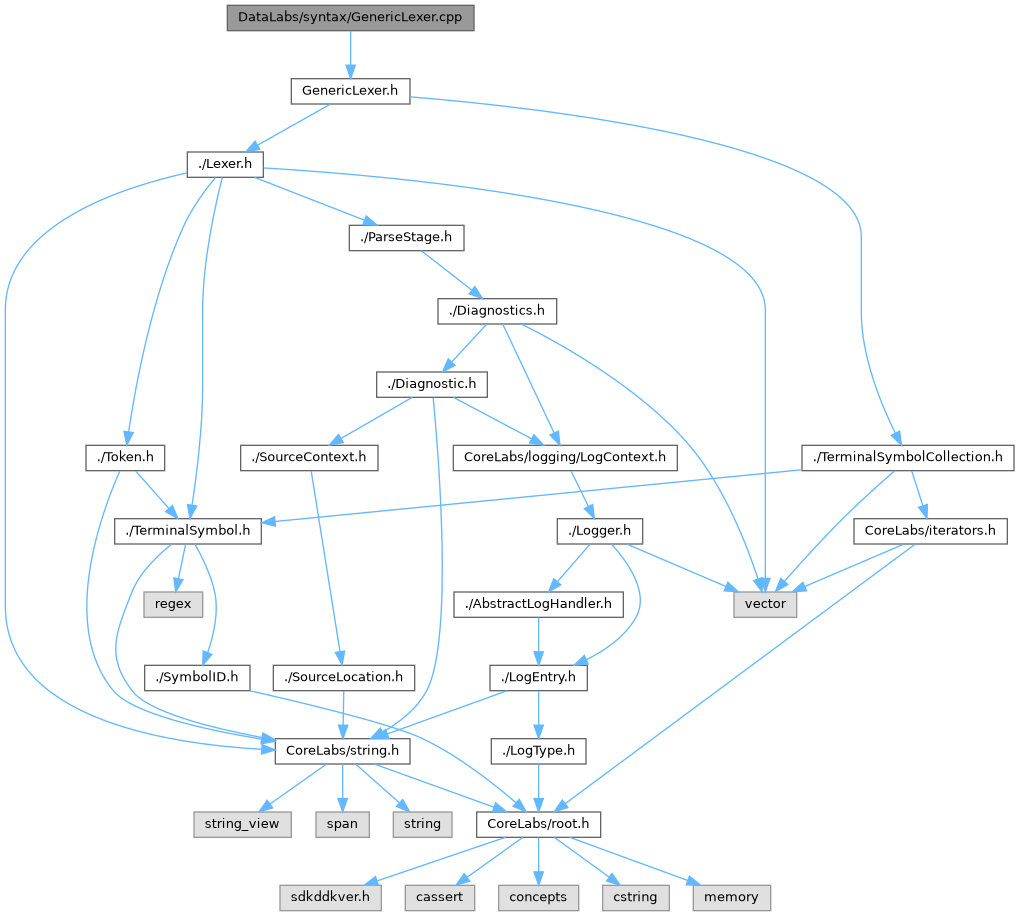 DataLabs/syntax/GenericLexer.cpp
GenericLexer.h
./Lexer.h
./ParseStage.h
./Diagnostics.h
./Diagnostic.h
./Token.h
./SourceContext.h
CoreLabs/logging/LogContext.h
./TerminalSymbolCollection.h
./TerminalSymbol.h
./Logger.h
CoreLabs/iterators.h
regex
./AbstractLogHandler.h
vector
./SymbolID.h
./SourceLocation.h
./LogEntry.h
CoreLabs/string.h
./LogType.h
string_view
span
string
CoreLabs/root.h
sdkddkver.h
cassert
concepts
cstring
memory